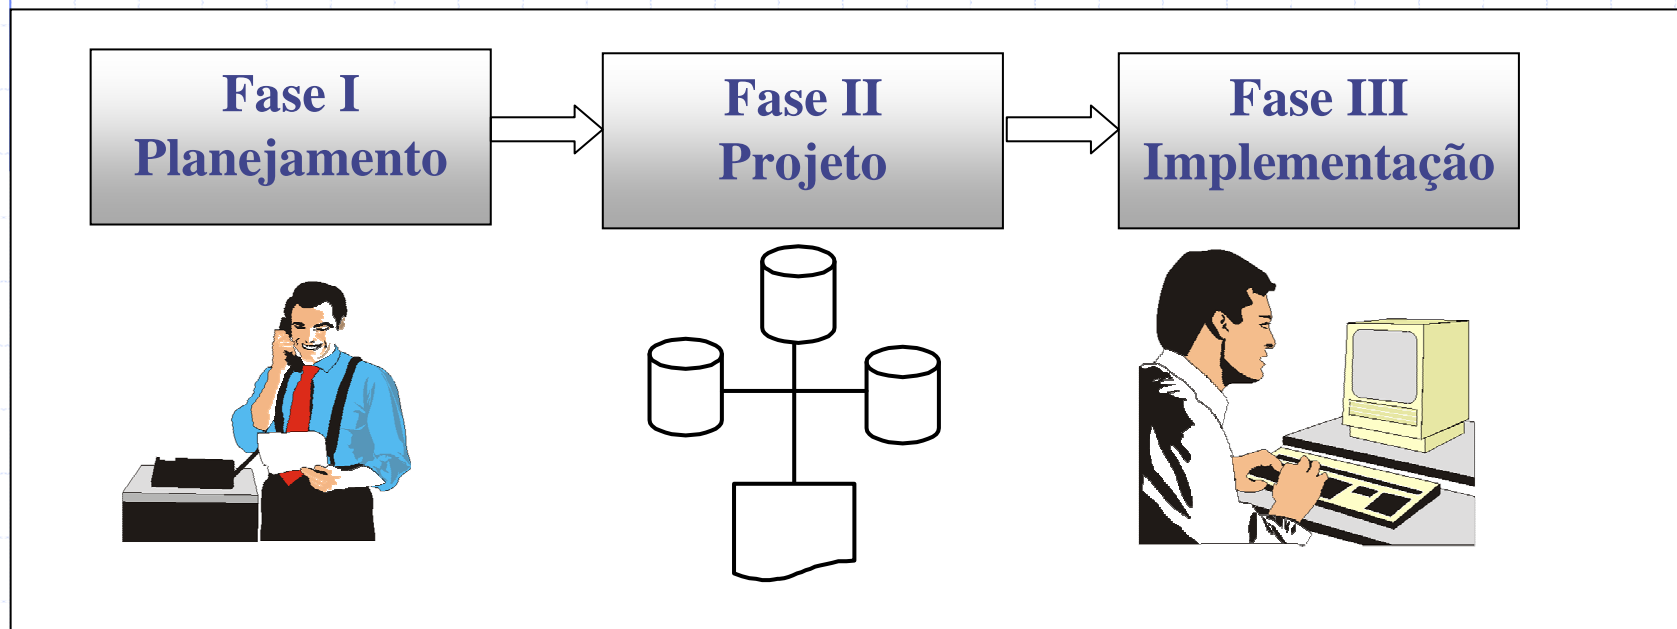 Fase I
Planejamento
Fase II
Projeto
Fase III
Implementação